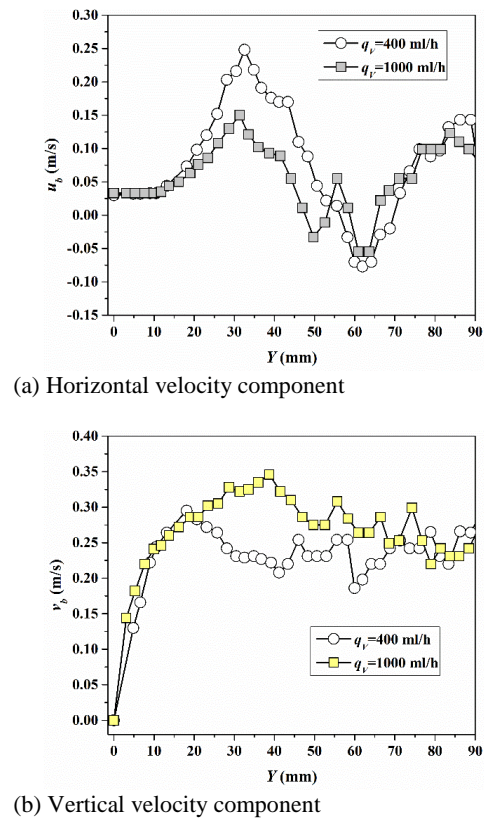 0.25
0.20
0.15
0.10
0.05
0.00
-0.05
-0.10
-0.15
u_b (m/s)
q_V=400 ml/h
q_V=1000 ml/h
0 10 20 30 40 50 60 70 80 90
Y (mm)
(a) Horizontal velocity component
0.40
0.35
0.30
0.25
0.20
0.15
0.10
0.05
0.00
v_b (m/s)
q_V=400 ml/h
q_V=1000 ml/h
0 10 20 30 40 50 60 70 80 90
Y (mm)
(b) Vertical velocity component